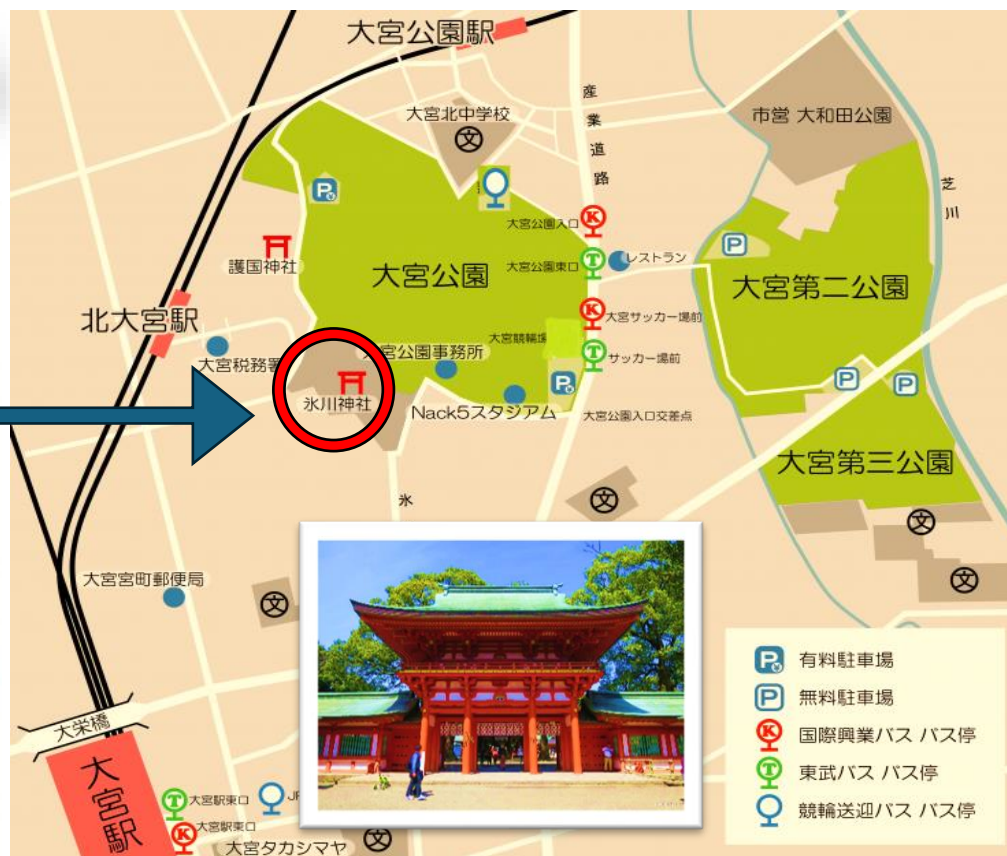 大宮公園駅
産業道路
大宮北中学校
文
市営 大和田公園
芝川
P
大宮公園入口
K
P
護国神社
大宮公園
大宮公園東口
T
レストラン
大宮第二公園
北大宮駅
K
大宮サッカー場前
大宮競輪場
大宮税務署
大宮公園事務所
T
サッカー場前
氷川神社
P
P
P
Nack5スタジアム
大宮公園入口交差点
大宮第三公園
氷
文
文
文
大宮宮町郵便局
文
P
有料駐車場
P
無料駐車場
K
国際興業バス バス停
T
東武バス バス停
競輪送迎バス バス停
大栄橋
大宮駅
T
大宮駅東口
K
大宮駅東口
大宮タカシマヤ
文